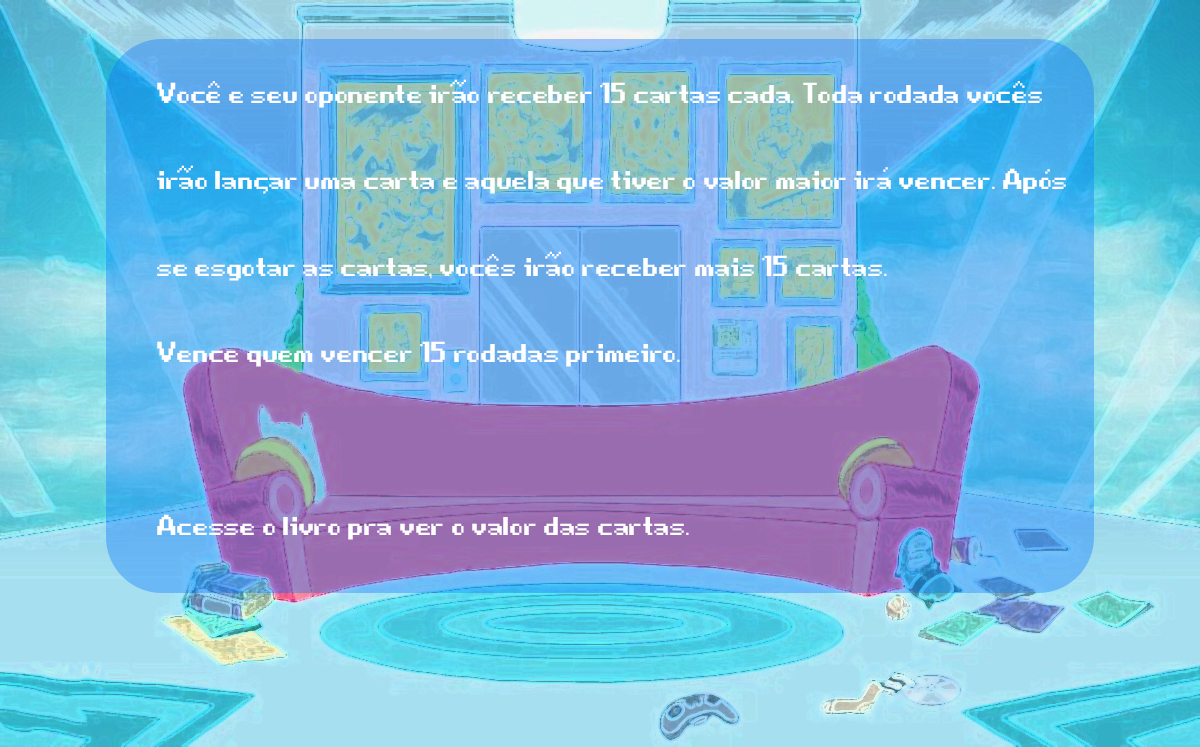 Você e seu oponente irão receber 15 cartas cada. Toda rodada vocês
irão lançar uma carta e aquela que tiver o valor maior irá vencer. Após
se esgotar as cartas, vocês irão receber mais 15 cartas.
Vence quem vencer 15 rodadas primeiro.
Acesse o livro pra ver o valor das cartas.